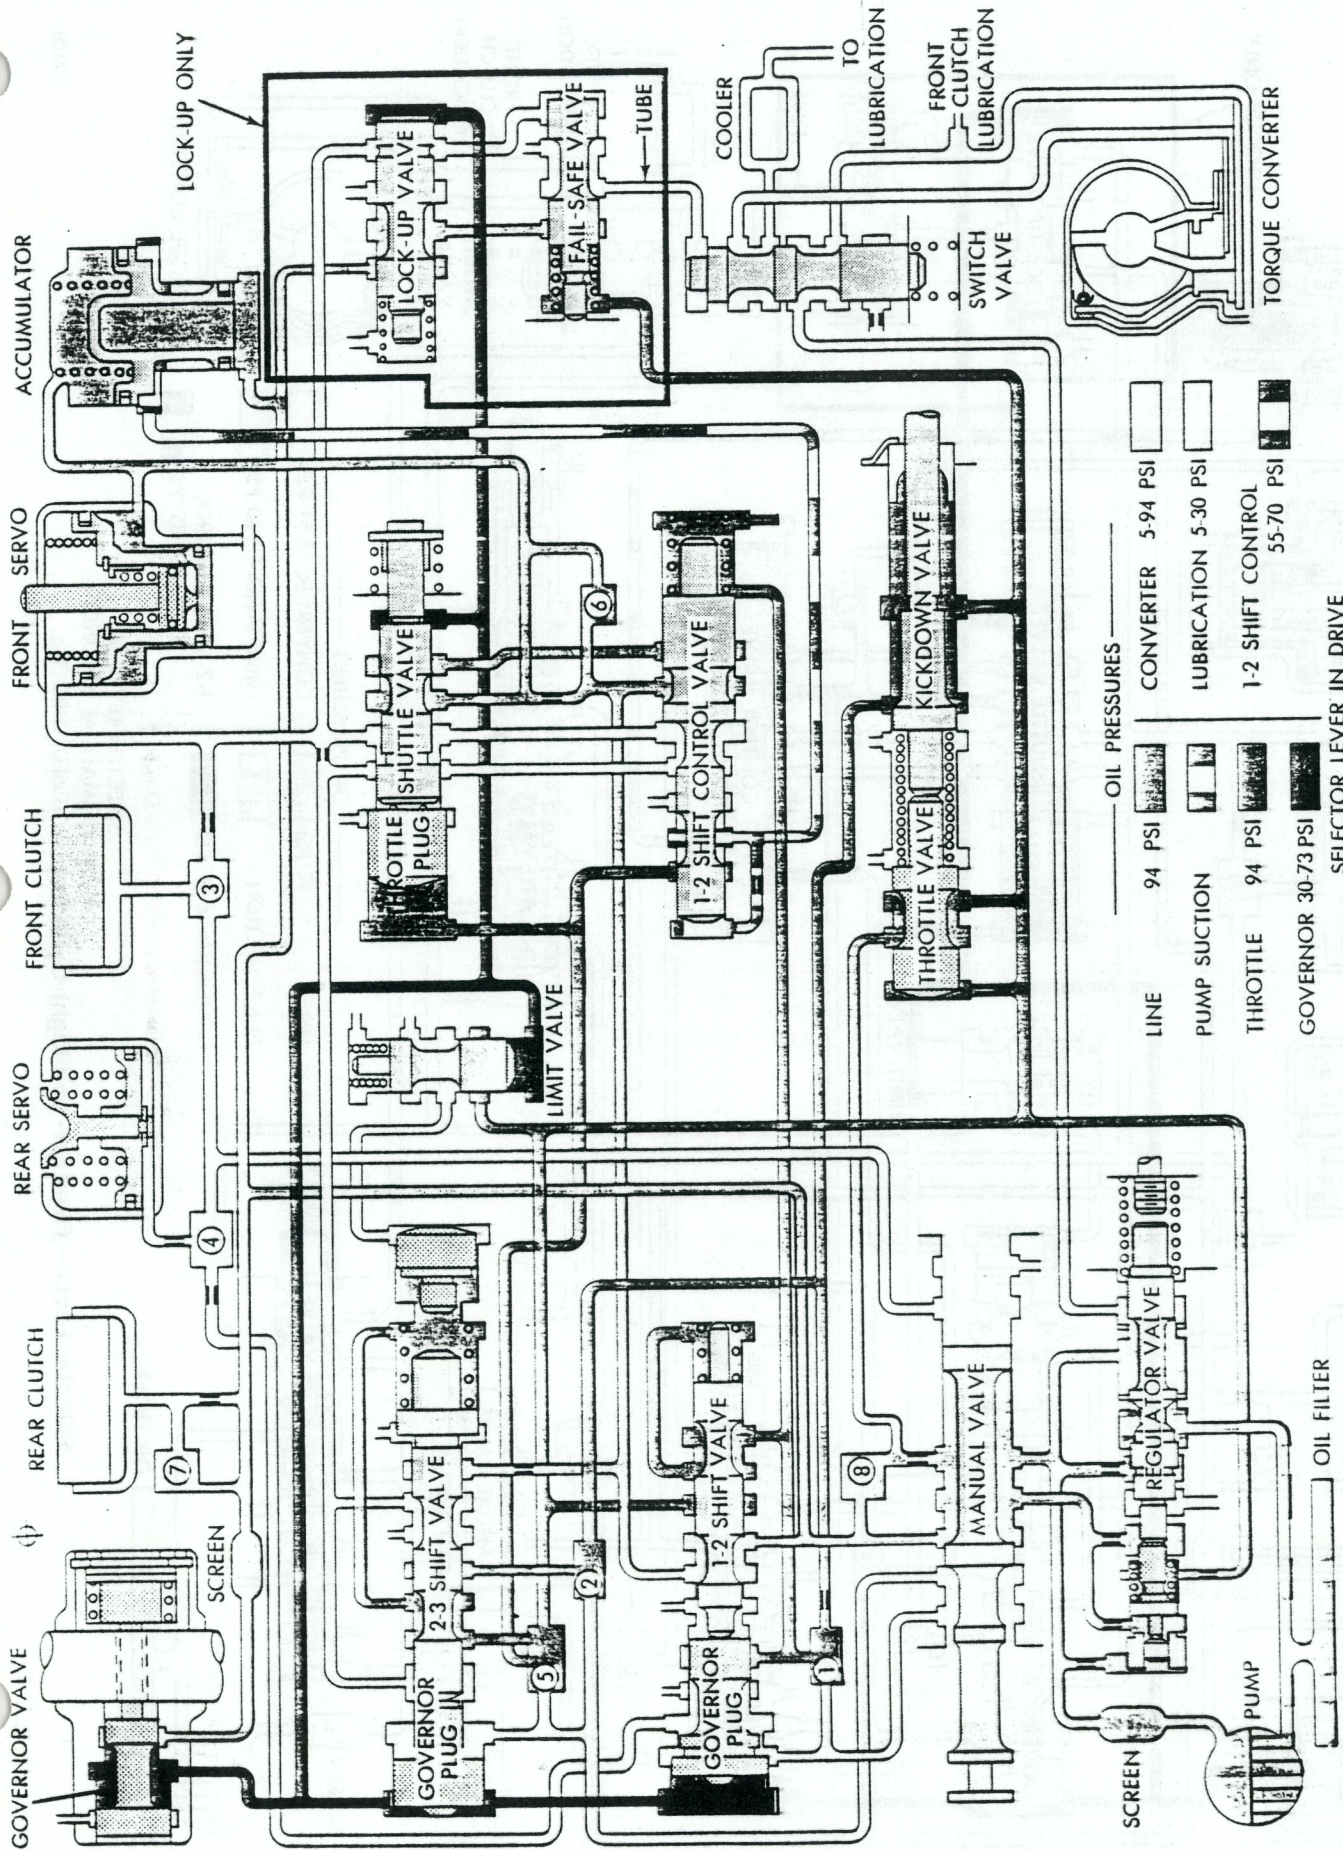 GOVERNOR VALVE
REAR CLUTCH
REAR SERVO
FRONT CLUTCH
FRONT SERVO
ACCUMULATOR
LOCK-UP ONLY
SCREEN
7
4
3
LOCK-UP VALVE
FAIL-SAFE VALVE
TUBE
GOVERNOR
PLUG
2-3 SHIFT VALVE
LIMIT VALVE
THROTTLE
PLUG
SHUTTLE VALVE
5
2
6
GOVERNOR
PLUG
1-2 SHIFT VALVE
1-2 SHIFT CONTROL VALVE
COOLER
TO
LUBRICATION
FRONT
CLUTCH
LUBRICATION
SWITCH
VALVE
1
8
THROTTLE VALVE
KICKDOWN VALVE
MANUAL VALVE
TORQUE CONVERTER
SCREEN
REGULATOR VALVE
PUMP
OIL FILTER
OIL PRESSURES
LINE 94 PSI
PUMP SUCTION
THROTTLE 94 PSI
GOVERNOR 30-73 PSI
CONVERTER 5-94 PSI
LUBRICATION 5-30 PSI
1-2 SHIFT CONTROL
55-70 PSI
SELECTOR LEVER IN DRIVE